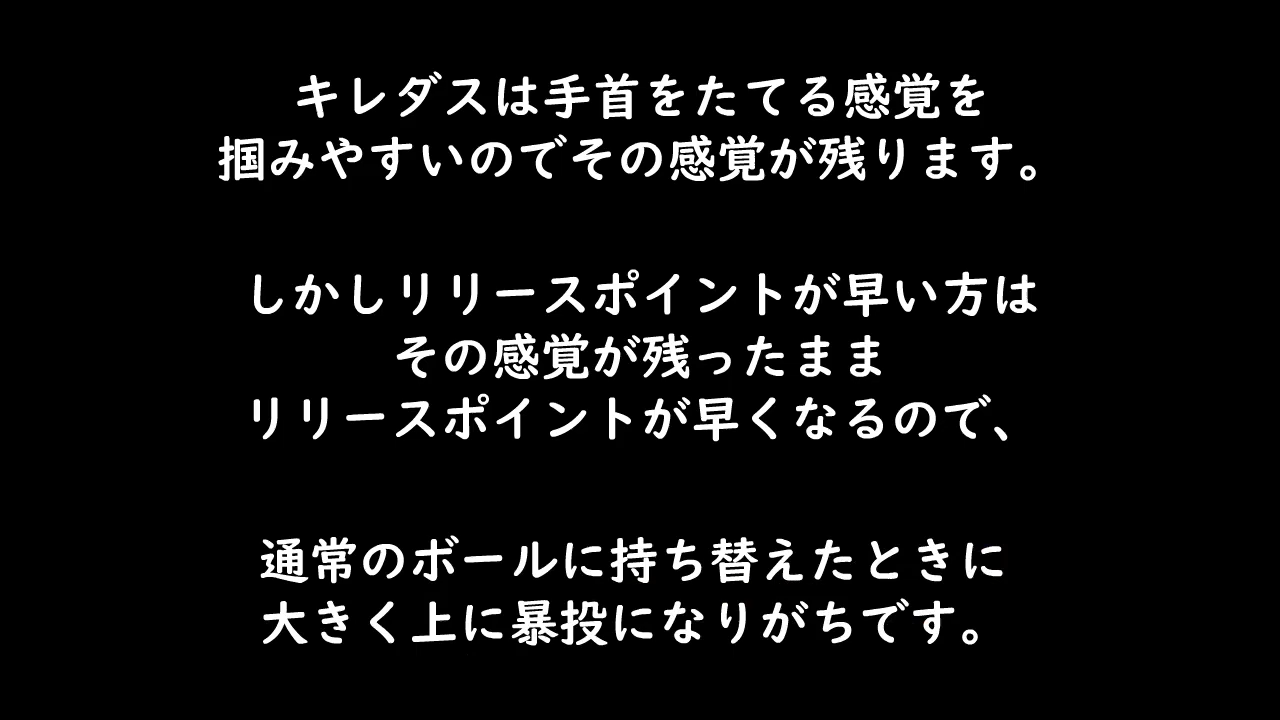 キレダスは手首をたてる感覚を
掴みやすいのでその感覚が残ります。
しかしリリースポイントが早い方は
その感覚が残ったまま
リリースポイントが早くなるので、
通常のボールに持ち替えたときに
大きく上に暴投になりがちです。